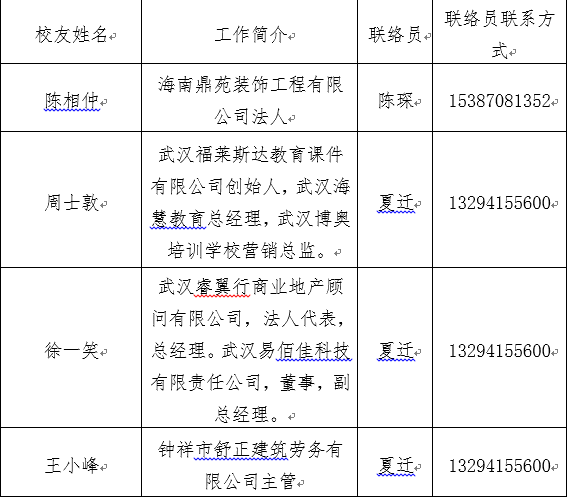 校友姓名
工作简介
联络员
联络员联系方
式
陈相仲
海南鼎苑装饰工程有限
公司法人
陈琛
15387081352
周士敦
武汉福莱斯达教育课件
有限公司创始人，武汉海
慧教育总经理，武汉博奥
培训学校营销总监。
夏迁
13294155600
徐一笑
武汉睿翼行商业地产顾
问有限公司，法人代表，
总经理。武汉易佰佳科技
有限责任公司，董事，副
总经理。
夏迁
13294155600
王小峰
钟祥市舒正建筑劳务有
限公司主管
夏迁
13294155600